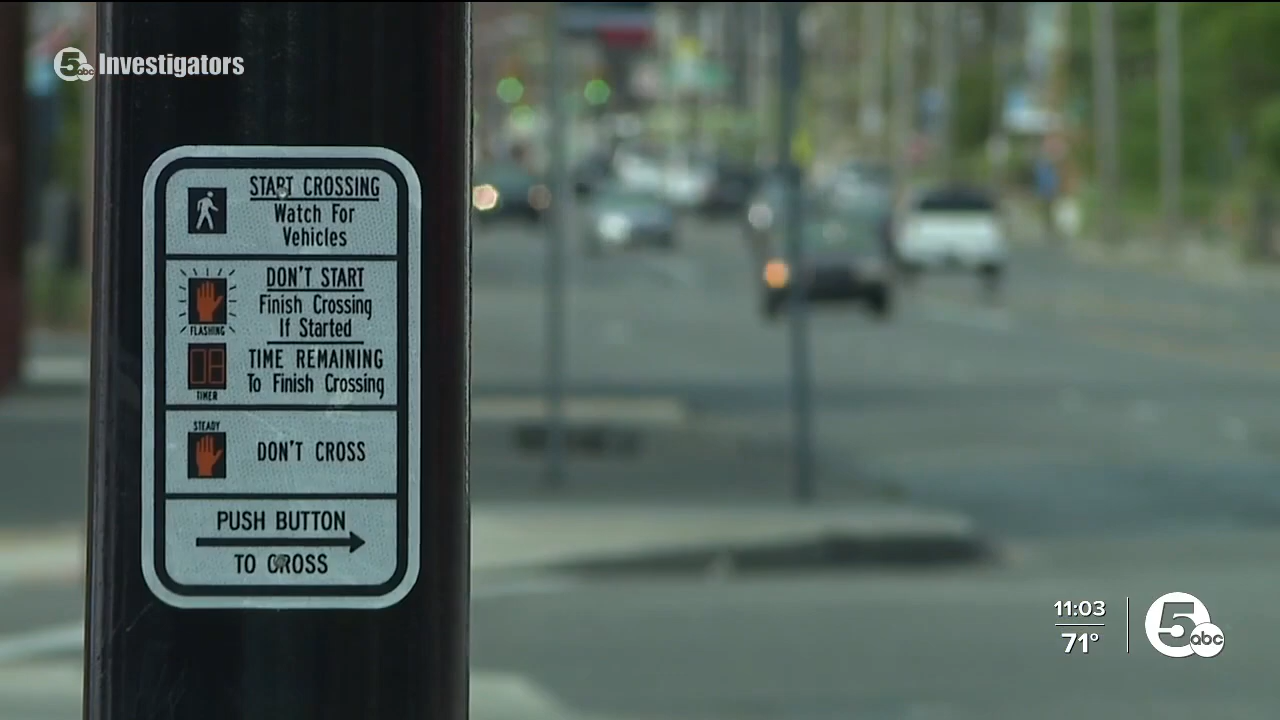 5 abc Investigators
START CROSSING
Watch For
Vehicles
DON'T START
Finish Crossing
If Started
FLASHING
TIME REMAINING
To Finish Crossing
TIMER
STEADY
DON'T CROSS
PUSH BUTTON
TO CROSS
11:03
71°
5 abc